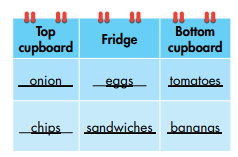 Top cupboard Fridge Bottom cupboard
onion eggs tomatoes
chips sandwiches bananas